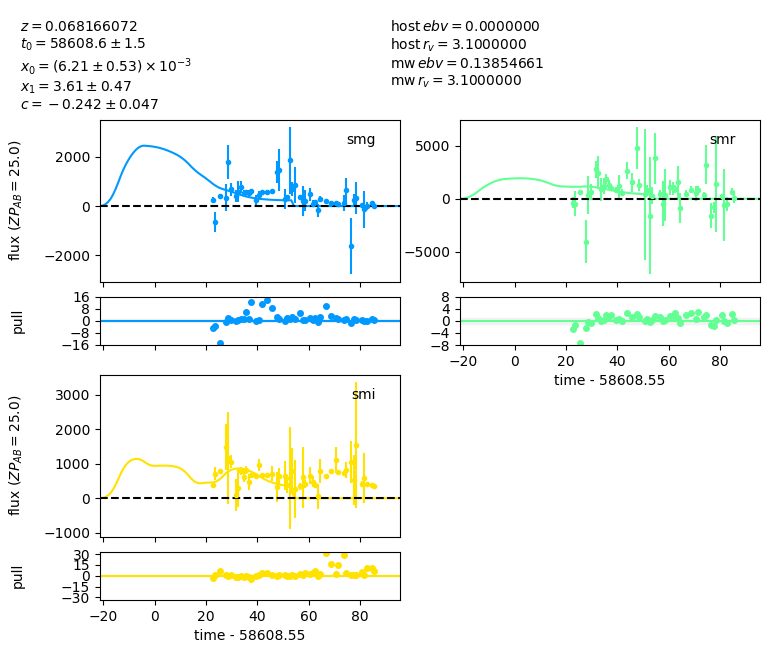 z = 0.068166072
t₀ = 58608.6 ± 1.5
x₀ = (6.21 ± 0.53) × 10⁻³
x₁ = 3.61 ± 0.47
c = −0.242 ± 0.047
host ebv = 0.0000000
host r_v = 3.1000000
mw ebv = 0.13854661
mw r_v = 3.1000000
smg
flux (ZP_AB = 25.0)
2000
0
−2000
smr
5000
0
−5000
pull
16
8
0
−8
−16
8
4
0
−4
−8
−20 0 20 40 60 80
time - 58608.55
smi
flux (ZP_AB = 25.0)
3000
2000
1000
0
−1000
pull
30
15
0
−15
−30
−20 0 20 40 60 80
time - 58608.55